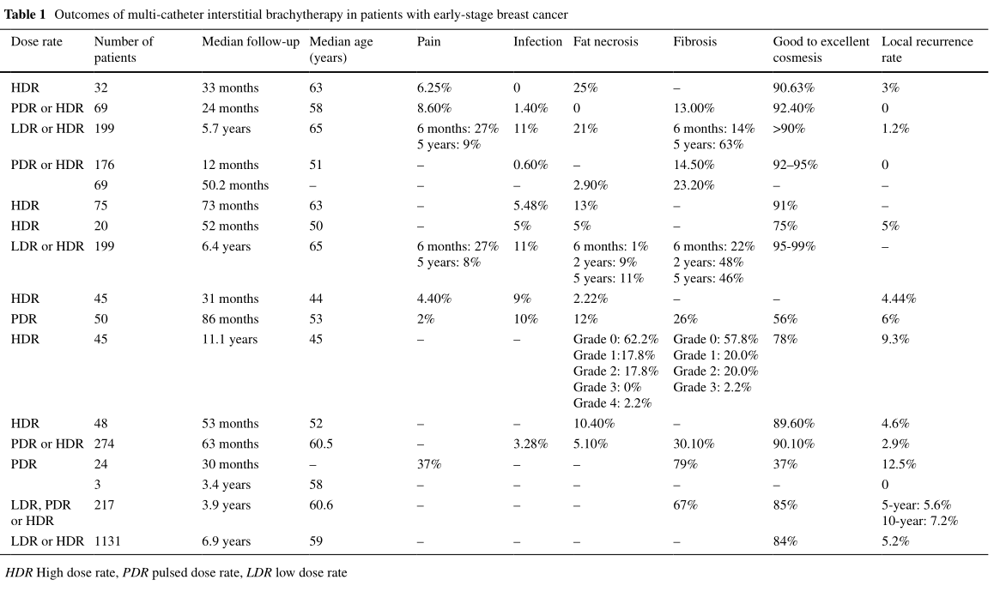 Table 1 Outcomes of multi-catheter interstitial brachytherapy in patients with early-stage breast cancer
Dose rate Number of patients Median follow-up Median age (years) Pain Infection Fat necrosis Fibrosis Good to excellent cosmesis Local recurrence rate
HDR 32 33 months 63 6.25% 0 25% – 90.63% 3%
PDR or HDR 69 24 months 58 8.60% 1.40% 0 13.00% 92.40% 0
LDR or HDR 199 5.7 years 65 6 months: 27% 11% 21% 6 months: 14% >90% 1.2%
5 years: 9% 5 years: 63%
PDR or HDR 176 12 months 51 – 0.60% – 14.50% 92–95% 0
69 50.2 months – – – 2.90% 23.20% – –
HDR 75 73 months 63 – 5.48% 13% – 91% –
HDR 20 52 months 50 – 5% 5% – 75% 5%
LDR or HDR 199 6.4 years 65 6 months: 27% 11% 6 months: 1% 6 months: 22% 95-99% –
5 years: 8% 2 years: 9% 2 years: 48%
5 years: 11% 5 years: 46%
HDR 45 31 months 44 4.40% 9% 2.22% – – 4.44%
PDR 50 86 months 53 2% 10% 12% 26% 56% 6%
HDR 45 11.1 years 45 – – Grade 0: 62.2% Grade 0: 57.8% 78% 9.3%
Grade 1:17.8% Grade 1: 20.0%
Grade 2: 17.8% Grade 2: 20.0%
Grade 3: 0% Grade 3: 2.2%
Grade 4: 2.2%
HDR 48 53 months 52 – – 10.40% – 89.60% 4.6%
PDR or HDR 274 63 months 60.5 – 3.28% 5.10% 30.10% 90.10% 2.9%
PDR 24 30 months – 37% – – 79% 37% 12.5%
3 3.4 years 58 – – – – – 0
LDR, PDR 217 3.9 years 60.6 – – – 67% 85% 5-year: 5.6%
or HDR 10-year: 7.2%
LDR or HDR 1131 6.9 years 59 – – – – 84% 5.2%
HDR High dose rate, PDR pulsed dose rate, LDR low dose rate